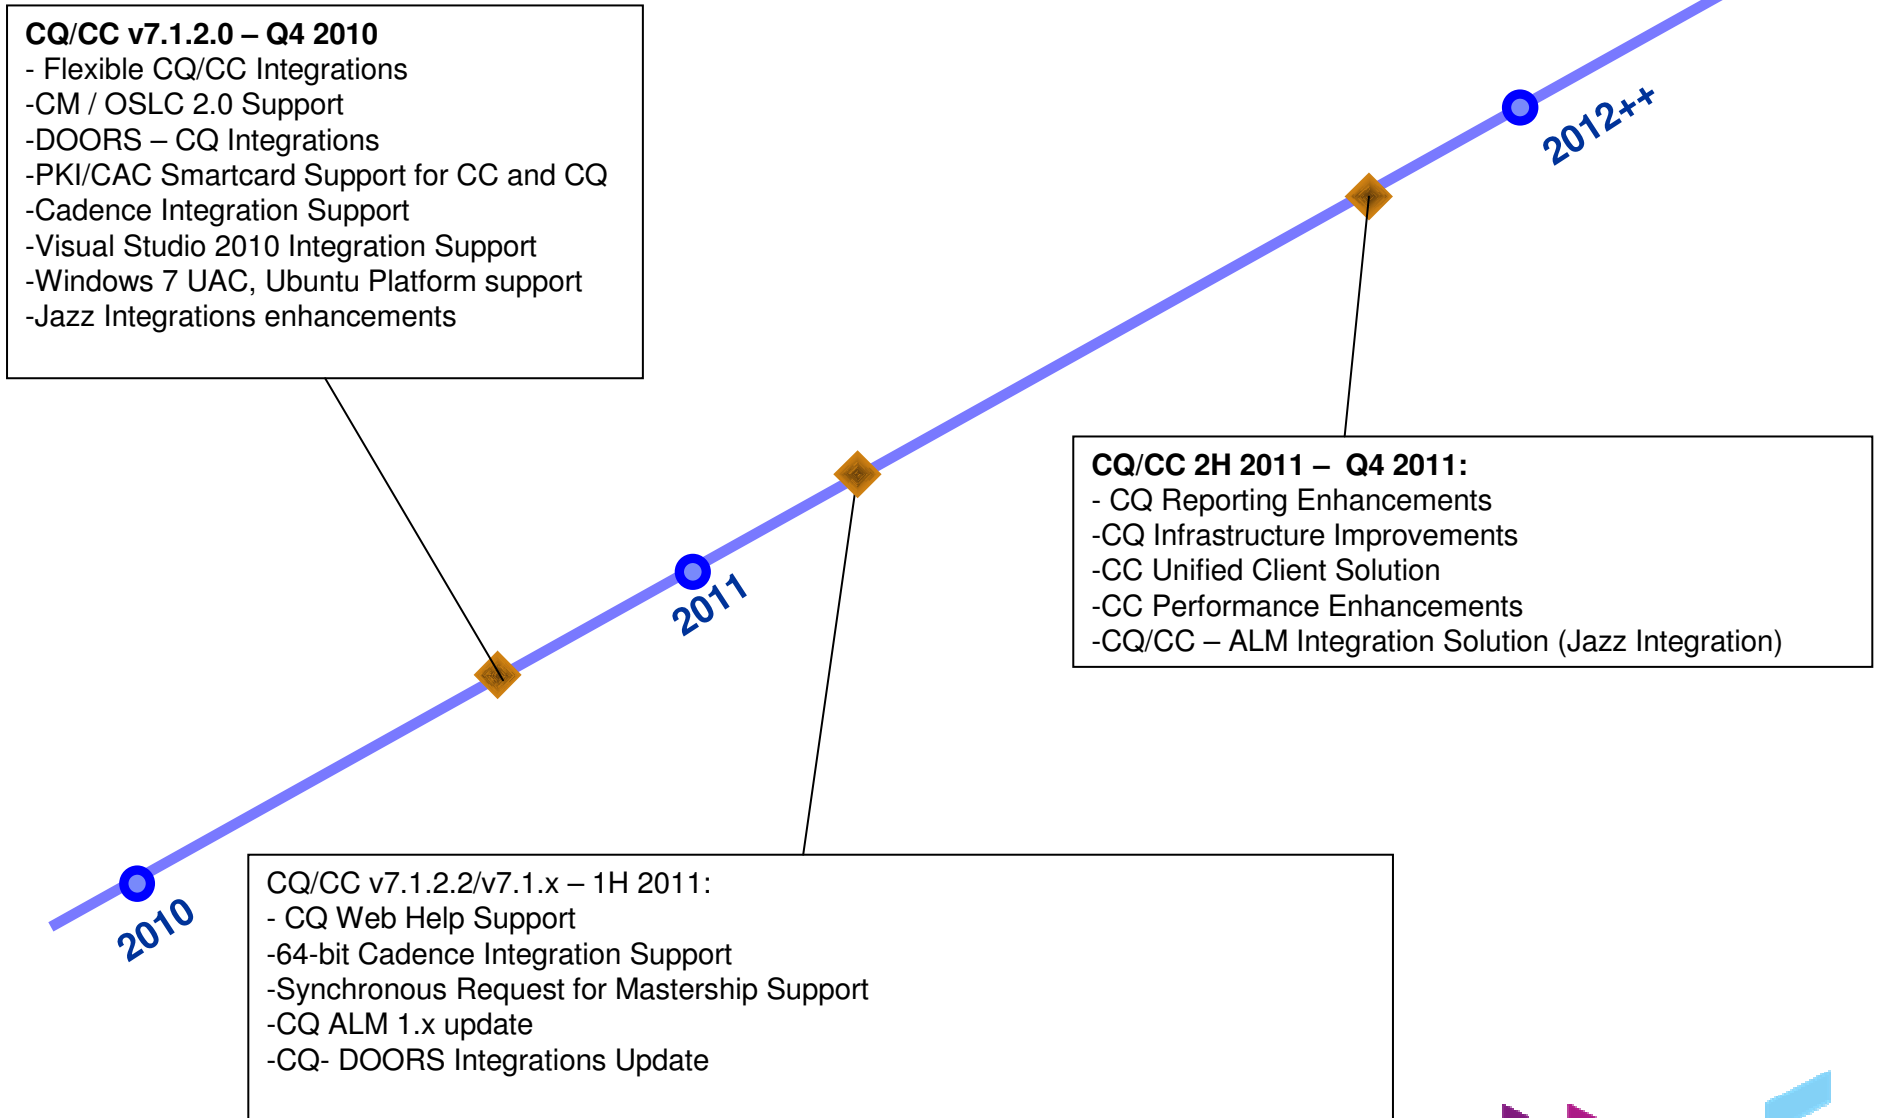 CQ/CC v7.1.2.0 – Q4 2010
- Flexible CQ/CC Integrations
-CM / OSLC 2.0 Support
-DOORS – CQ Integrations
-PKI/CAC Smartcard Support for CC and CQ
-Cadence Integration Support
-Visual Studio 2010 Integration Support
-Windows 7 UAC, Ubuntu Platform support
-Jazz Integrations enhancements
2012++
CQ/CC 2H 2011 – Q4 2011:
- CQ Reporting Enhancements
-CQ Infrastructure Improvements
-CC Unified Client Solution
-CC Performance Enhancements
-CQ/CC – ALM Integration Solution (Jazz Integration)
2011
2010
CQ/CC v7.1.2.2/v7.1.x – 1H 2011:
- CQ Web Help Support
-64-bit Cadence Integration Support
-Synchronous Request for Mastership Support
-CQ ALM 1.x update
-CQ- DOORS Integrations Update